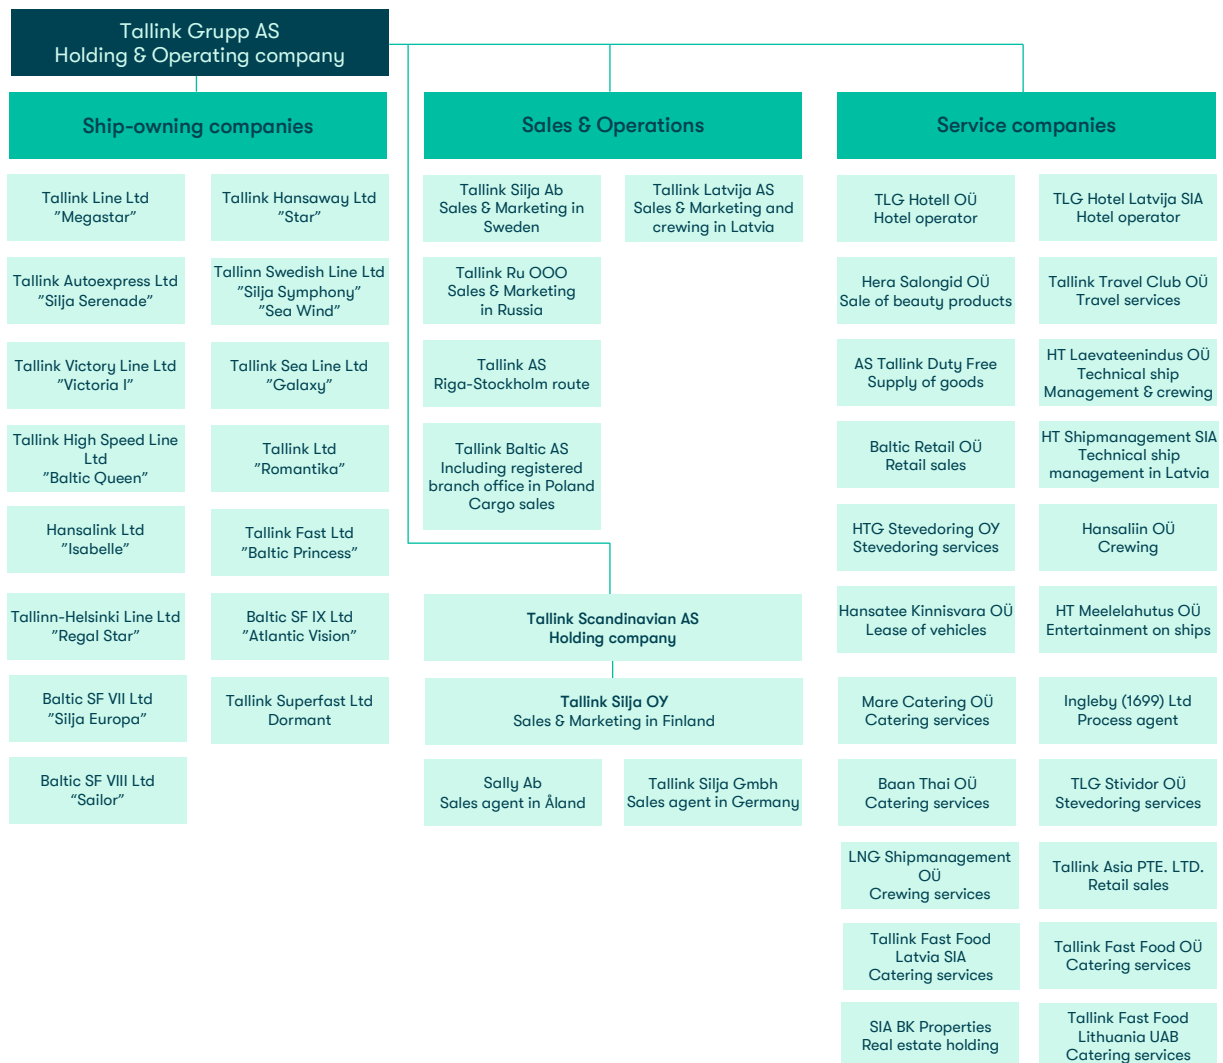 Tallink Grupp AS
Holding & Operating company
Ship-owning companies
Tallink Line Ltd
”Megastar”
Tallink Hansaway Ltd
”Star”
Tallink Autoexpress Ltd
”Silja Serenade”
Tallinn Swedish Line Ltd
”Silja Symphony”
”Sea Wind”
Tallink Victory Line Ltd
”Victoria I”
Tallink Sea Line Ltd
”Galaxy”
Tallink High Speed Line
Ltd
”Baltic Queen”
Tallink Ltd
”Romantika”
Hansalink Ltd
”Isabelle”
Tallink Fast Ltd
”Baltic Princess”
Tallinn-Helsinki Line Ltd
”Regal Star”
Baltic SF IX Ltd
”Atlantic Vision”
Baltic SF VII Ltd
”Silja Europa”
Tallink Superfast Ltd
Dormant
Baltic SF VIII Ltd
“Sailor”
Sales & Operations
Tallink Silja Ab
Sales & Marketing in
Sweden
Tallink Latvija AS
Sales & Marketing and
crewing in Latvia
Tallink Ru OOO
Sales & Marketing
in Russia
Tallink AS
Riga-Stockholm route
Tallink Baltic AS
Including registered
branch office in Poland
Cargo sales
Tallink Scandinavian AS
Holding company
Tallink Silja OY
Sales & Marketing in Finland
Sally Ab
Sales agent in Åland
Tallink Silja Gmbh
Sales agent in Germany
Service companies
TLG Hotell OÜ
Hotel operator
TLG Hotel Latvija SIA
Hotel operator
Hera Salongid OÜ
Sale of beauty products
Tallink Travel Club OÜ
Travel services
AS Tallink Duty Free
Supply of goods
HT Laevateenindus OÜ
Technical ship
Management & crewing
Baltic Retail OÜ
Retail sales
HT Shipmanagement SIA
Technical ship
management in Latvia
HTG Stevedoring OY
Stevedoring services
Hansaliin OÜ
Crewing
Hansatee Kinnisvara OÜ
Lease of vehicles
HT Meelelahutus OÜ
Entertainment on ships
Mare Catering OÜ
Catering services
Ingleby (1699) Ltd
Process agent
Baan Thai OÜ
Catering services
TLG Stividor OÜ
Stevedoring services
LNG Shipmanagement
OÜ
Crewing services
Tallink Asia PTE. LTD.
Retail sales
Tallink Fast Food
Latvia SIA
Catering services
Tallink Fast Food OÜ
Catering services
SIA BK Properties
Real estate holding
Tallink Fast Food
Lithuania UAB
Catering services